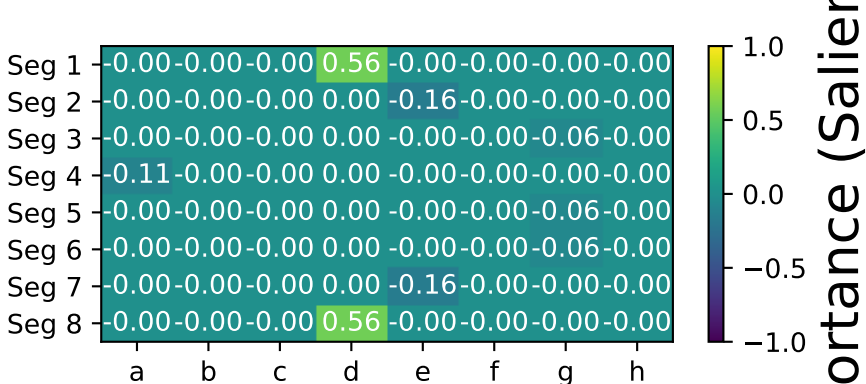 Seg 1 -0.00 -0.00 -0.00 0.56 -0.00 -0.00 -0.00 -0.00
Seg 2 -0.00 -0.00 -0.00 0.00 -0.16 -0.00 -0.00 -0.00
Seg 3 -0.00 -0.00 -0.00 0.00 -0.00 -0.00 -0.06 -0.00
Seg 4 -0.11 -0.00 -0.00 0.00 -0.00 -0.00 -0.00 -0.00
Seg 5 -0.00 -0.00 -0.00 0.00 -0.00 -0.00 -0.06 -0.00
Seg 6 -0.00 -0.00 -0.00 0.00 -0.00 -0.00 -0.06 -0.00
Seg 7 -0.00 -0.00 -0.00 0.00 -0.16 -0.00 -0.00 -0.00
Seg 8 -0.00 -0.00 -0.00 0.56 -0.00 -0.00 -0.00 -0.00
a b c d e f g h
1.0
0.5
0.0
−0.5
−1.0
ortance (Salien